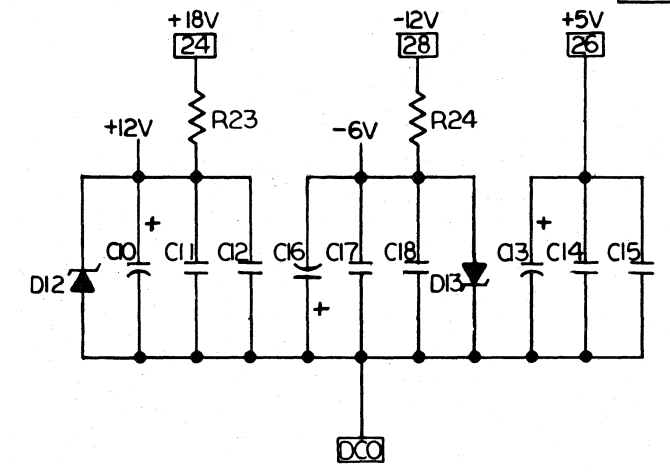 +18V
-12V
+5V
24
28
26
R23
R24
+12V
-6V
+
+
C10
C11
C12
C16
C17
C18
C13
C14
C15
D12
D13
+
DCO